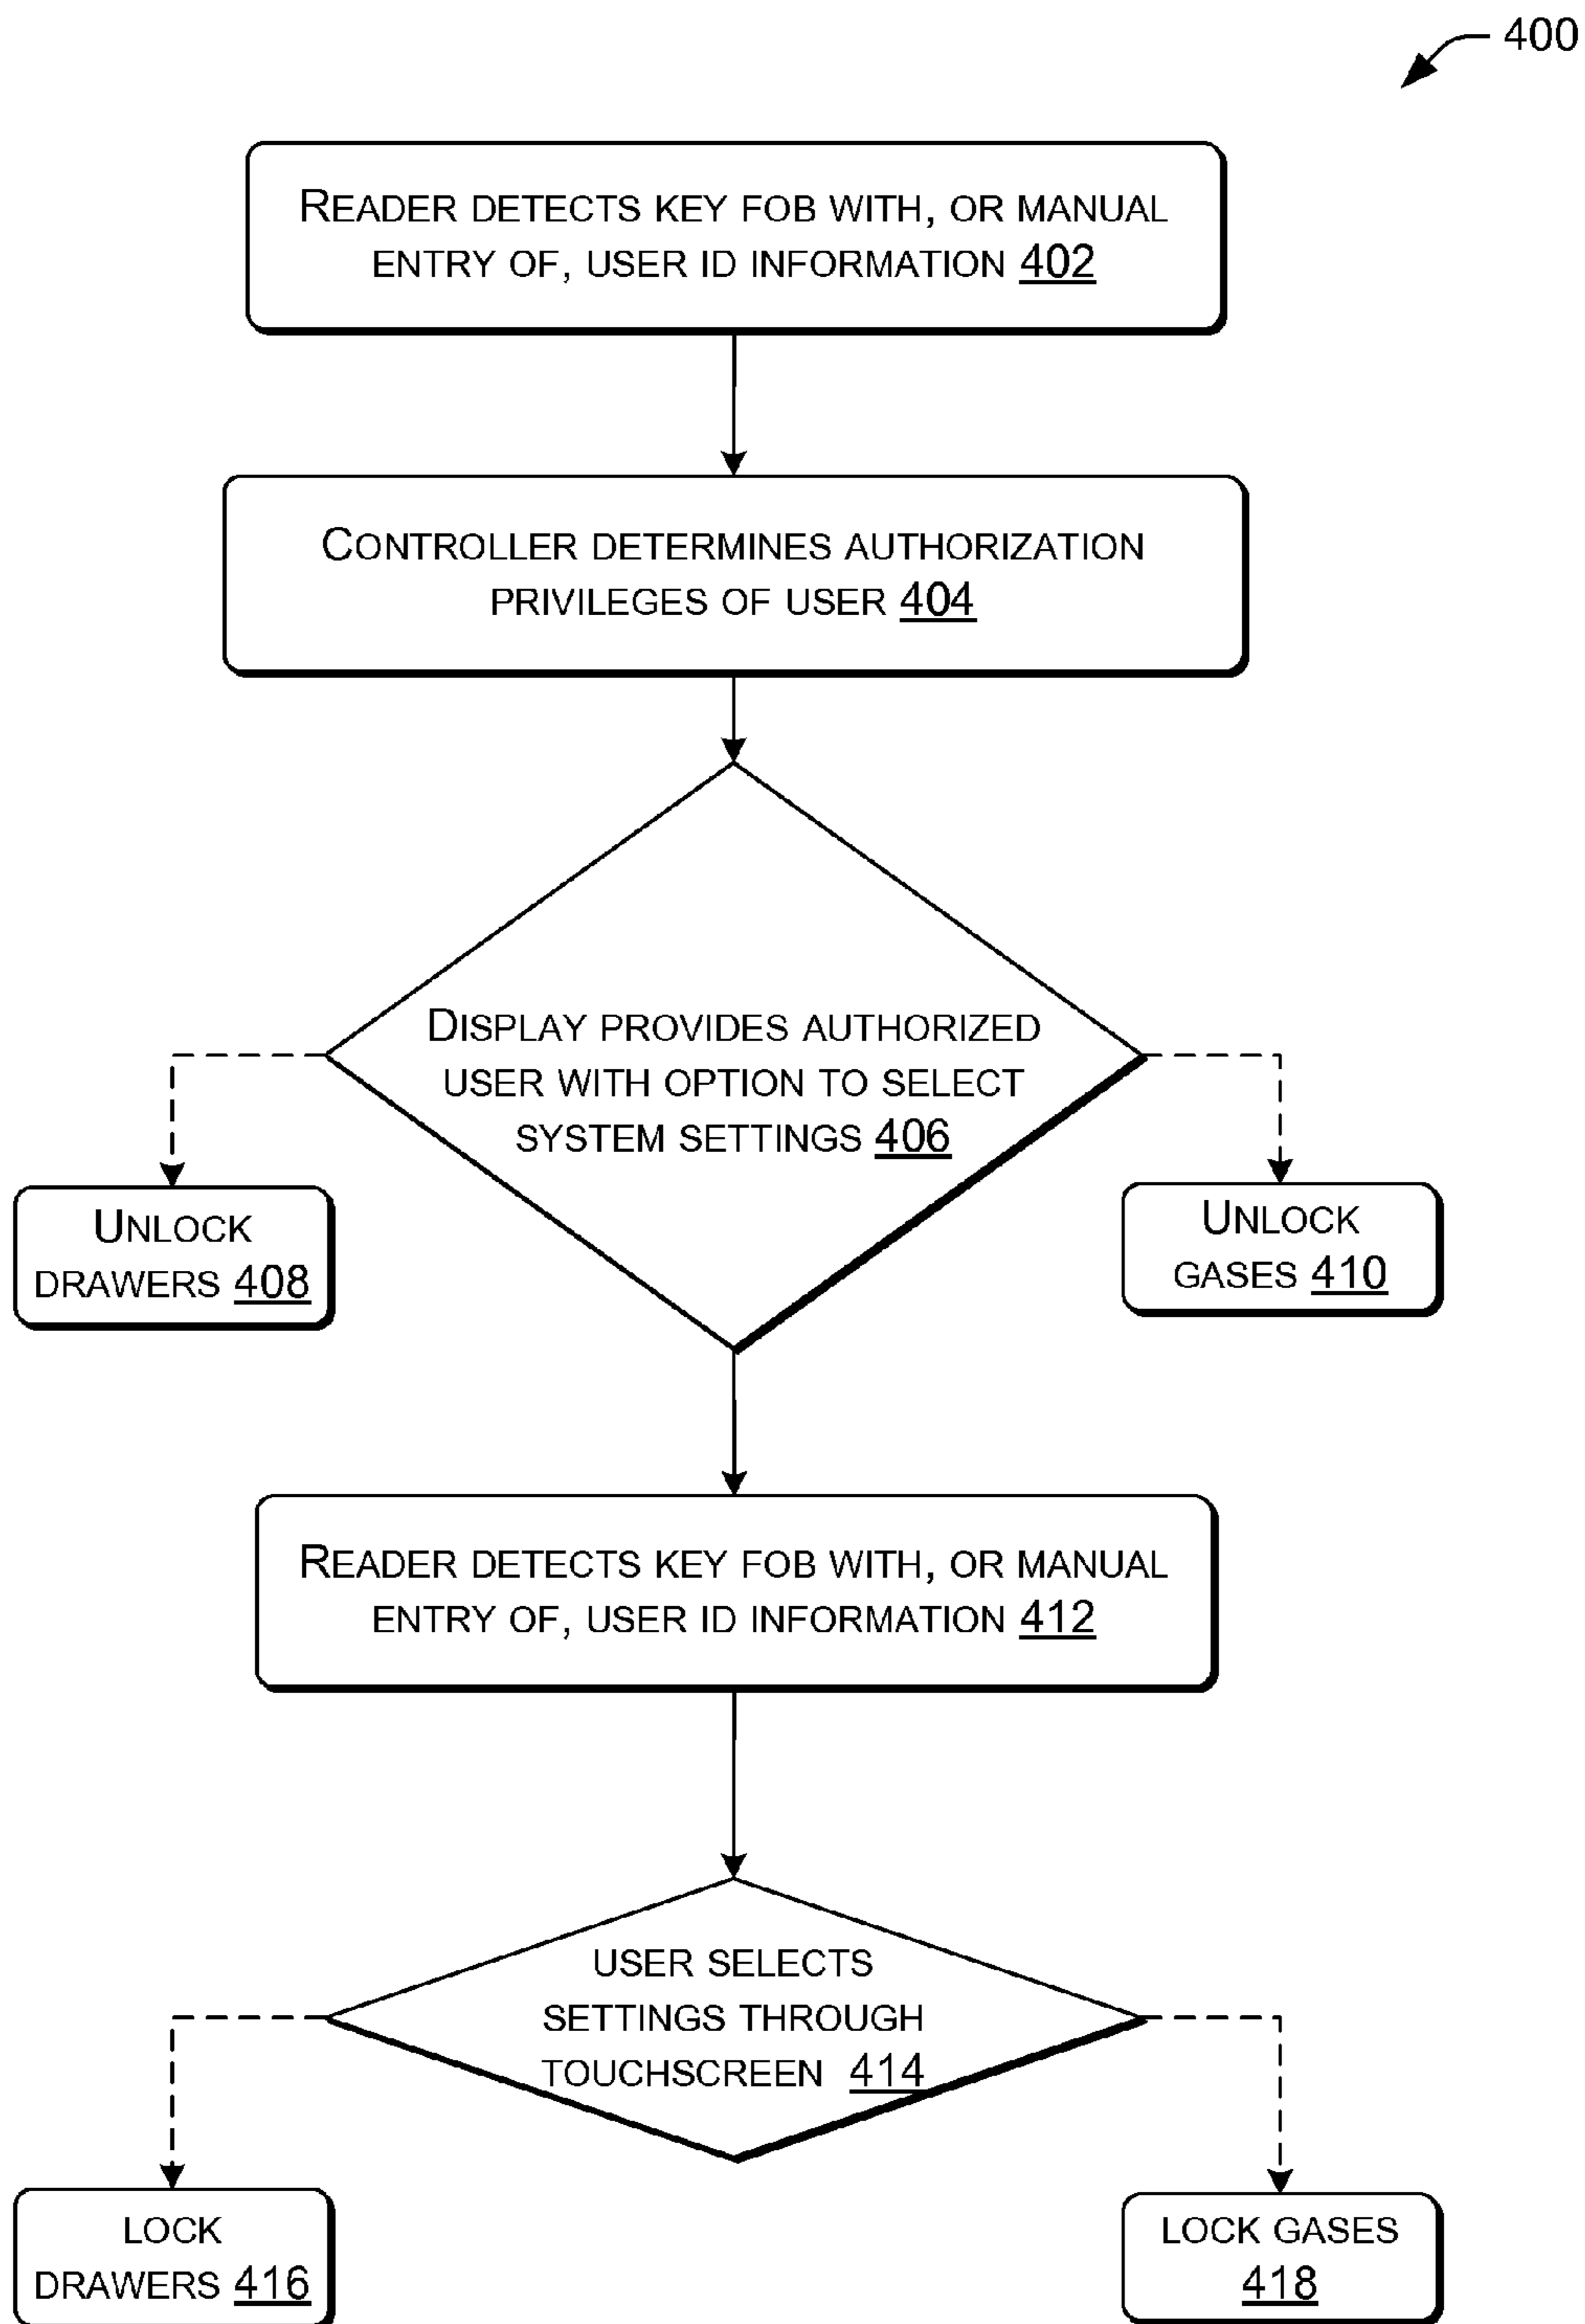 400
READER DETECTS KEY FOB WITH, OR MANUAL
ENTRY OF, USER ID INFORMATION 402
CONTROLLER DETERMINES AUTHORIZATION
PRIVILEGES OF USER 404
DISPLAY PROVIDES AUTHORIZED
USER WITH OPTION TO SELECT
SYSTEM SETTINGS 406
UNLOCK
DRAWERS 408
UNLOCK
GASES 410
READER DETECTS KEY FOB WITH, OR MANUAL
ENTRY OF, USER ID INFORMATION 412
USER SELECTS
SETTINGS THROUGH
TOUCHSCREEN 414
LOCK
DRAWERS 416
LOCK GASES
418